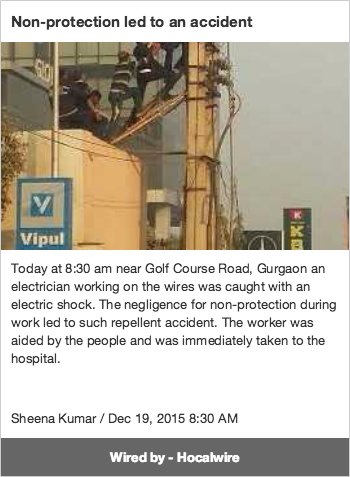 Non-protection led to an accident
Vipul
K
Today at 8:30 am near Golf Course Road, Gurgaon an
electrician working on the wires was caught with an
electric shock. The negligence for non-protection during
work led to such repellent accident. The worker was
aided by the people and was immediately taken to the
hospital.
Sheena Kumar / Dec 19, 2015 8:30 AM
Wired by - Hocalwire